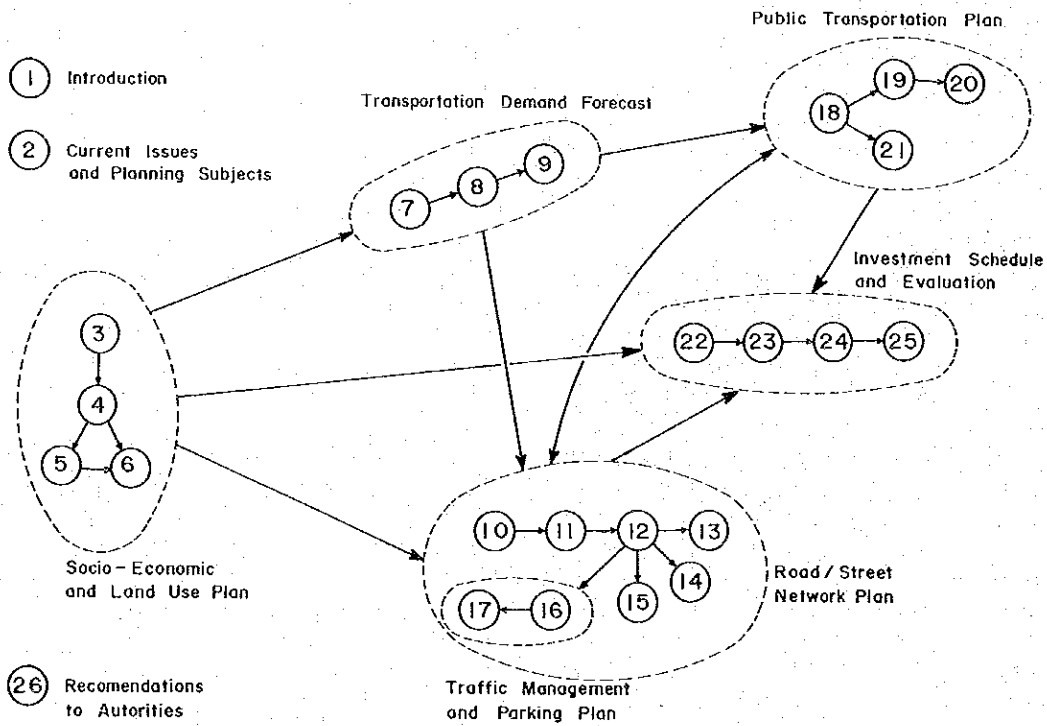 Public Transportation Plan
1 Introduction
Transportation Demand Forecast
19 20
18
2 Current Issues
and Planning Subjects
21
9
8
7
Investment Schedule
and Evaluation
3
22 23 24 25
4
5 6
10 11 12 13
Socio-Economic
and Land Use Plan
14
Road/Street
Network Plan
15
17 16
26 Recomendations
to Autorities
Traffic Management
and Parking Plan